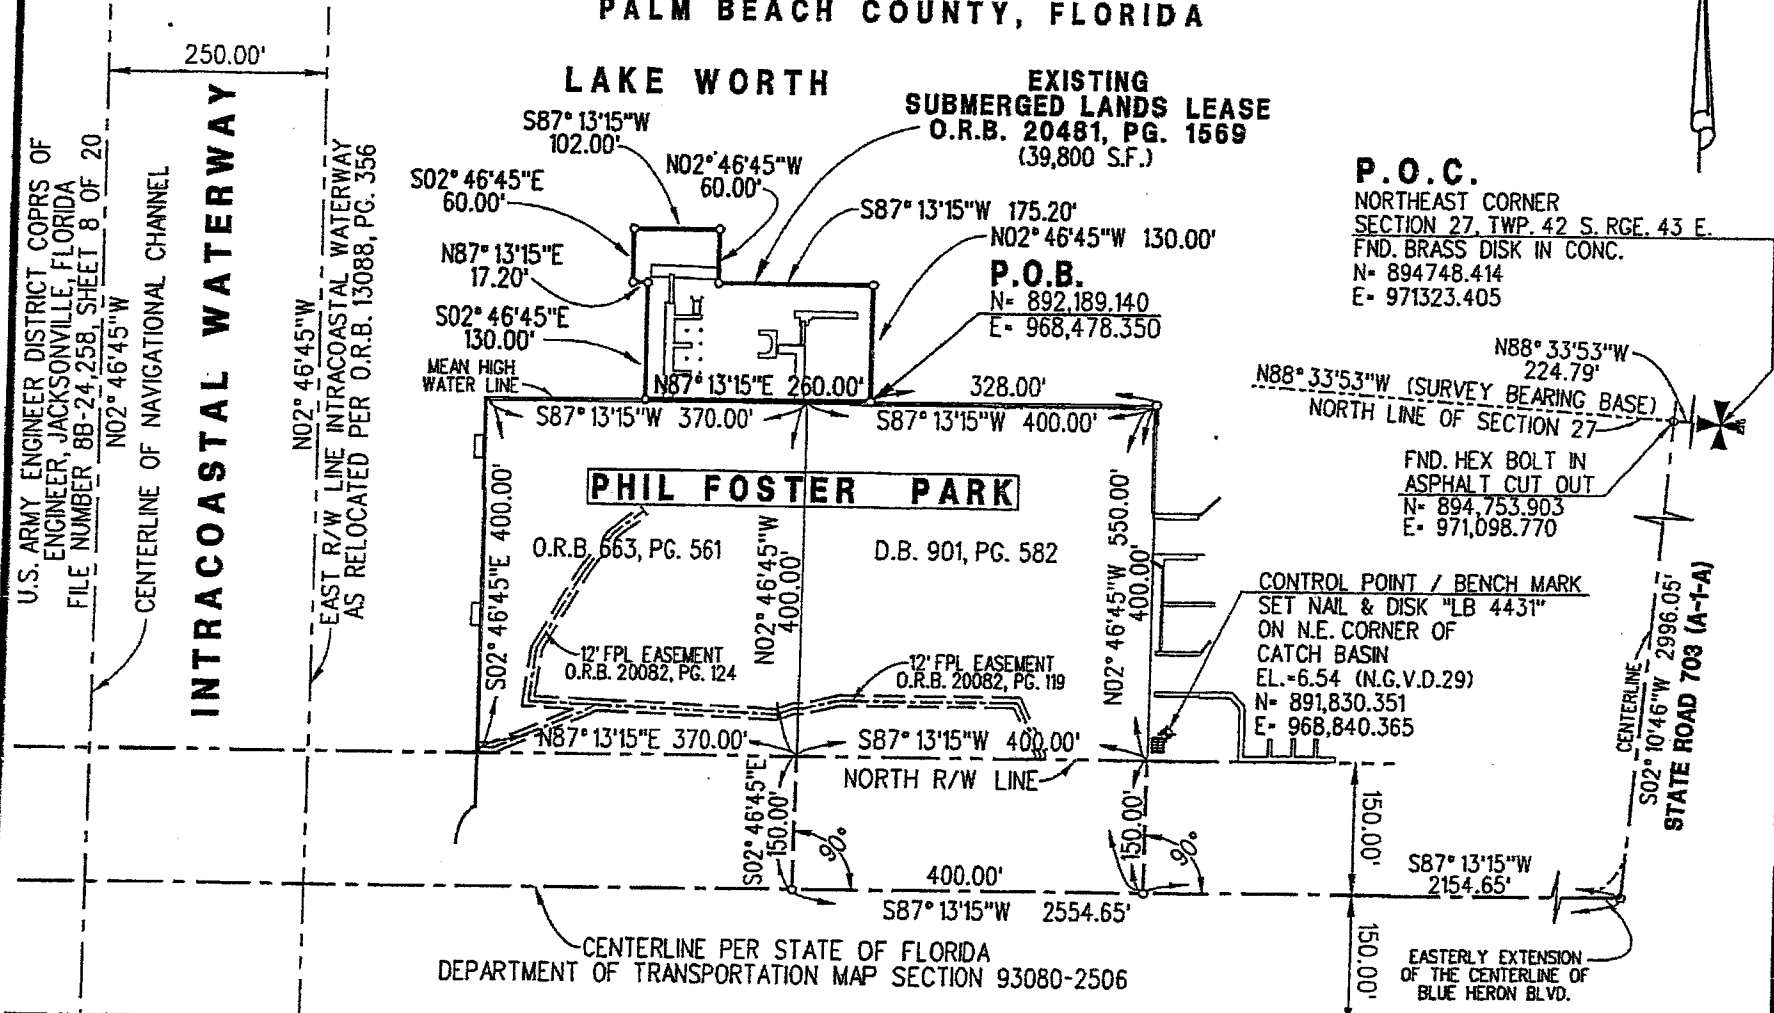 PALM BEACH COUNTY, FLORIDA
250.00'
LAKE WORTH
EXISTING
SUBMERGED LANDS LEASE
O.R.B. 20481, PG. 1569
(39,800 S.F.)
S87° 13'15"W
102.00'
N02° 46'45"W
60.00'
S02° 46'45"E
60.00'
S87° 13'15"W 175.20'
N02° 46'45"W 130.00'
N87° 13'15"E
17.20'
P.O.B.
N= 892,189.140
E= 968,478.350
S02° 46'45"E
130.00'
MEAN HIGH
WATER LINE
N87° 13'15"E 260.00'
328.00'
S87° 13'15"W 370.00'
S87° 13'15"W 400.00'
P.O.C.
NORTHEAST CORNER
SECTION 27, TWP. 42 S. RGE. 43 E.
FND. BRASS DISK IN CONC.
N= 894748.414
E= 971323.405
N88° 33'53"W
224.79'
N88° 33'53"W (SURVEY BEARING BASE)
NORTH LINE OF SECTION 27
FND. HEX BOLT IN
ASPHALT CUT OUT
N= 894,753.903
E= 971,098.770
U.S. ARMY ENGINEER DISTRICT COPRS OF
ENGINEER, JACKSONVILLE, FLORIDA
FILE NUMBER 8B-24,258, SHEET 8 OF 20
N02° 46'45"W
CENTERLINE OF NAVIGATIONAL CHANNEL
INTRACOASTAL WATERWAY
N02° 46'45"W
EAST R/W LINE INTRACOASTAL WATERWAY
AS RELOCATED PER O.R.B. 13088, PG. 356
PHIL FOSTER PARK
S02° 46'45"E 400.00'
O.R.B. 663, PG. 561
N02° 46'45"W
400.00'
D.B. 901, PG. 582
N02° 46'45"W 550.00'
400.00'
12' FPL EASEMENT
O.R.B. 20082, PG. 124
12' FPL EASEMENT
O.R.B. 20082, PG. 119
CONTROL POINT / BENCH MARK
SET NAIL & DISK "LB 4431"
ON N.E. CORNER OF
CATCH BASIN
EL.=6.54 (N.G.V.D.29)
N= 891,830.351
E= 968,840.365
CENTERLINE
S02° 10'46"W 2996.05'
STATE ROAD 703 (A-1-A)
N87° 13'15"E 370.00'
S87° 13'15"W 400.00'
NORTH R/W LINE
S02° 46'45"E
150.00'
90°
150.00'
90°
150.00'
400.00'
S87° 13'15"W 2554.65'
S87° 13'15"W
2154.65'
150.00'
CENTERLINE PER STATE OF FLORIDA
DEPARTMENT OF TRANSPORTATION MAP SECTION 93080-2506
EASTERLY EXTENSION
OF THE CENTERLINE OF
BLUE HERON BLVD.